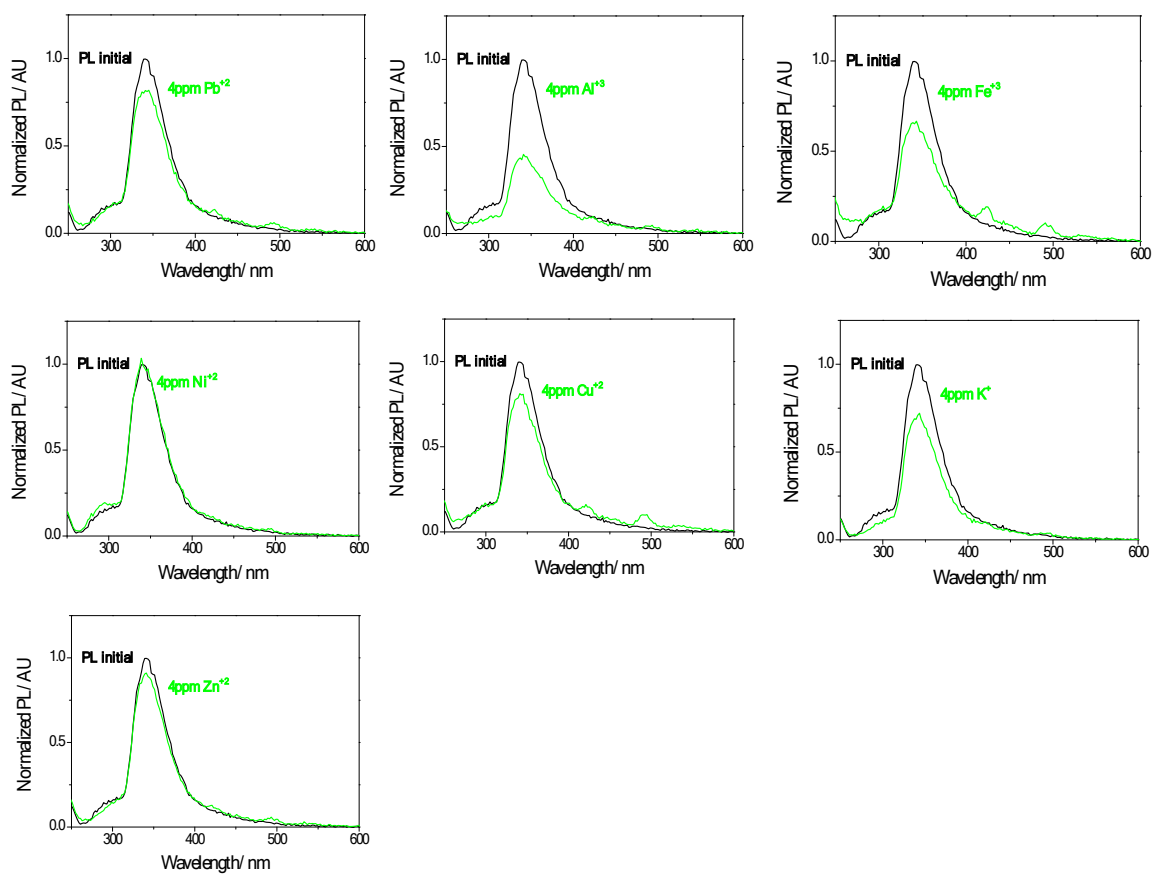 PL initial
4ppm Pb+2
Normalized PL/ AU
1.0
0.5
0.0
300 400 500 600
Wavelength/ nm
PL initial
4ppm Al+3
Normalized PL/ AU
1.0
0.5
0.0
300 400 500 600
Wavelength/ nm
PL initial
4ppm Fe+3
Normalized PL/ AU
1.0
0.5
0.0
300 400 500 600
Wavelength/ nm
PL initial
4ppm Ni+2
Normalized PL/ AU
1.0
0.5
0.0
300 400 500 600
Wavelength/ nm
PL initial
4ppm Cu+2
Normalized PL/ AU
1.0
0.5
0.0
300 400 500 600
Wavelength/ nm
PL initial
4ppm K+
Normalized PL/ AU
1.0
0.5
0.0
300 400 500 600
Wavelength/ nm
PL initial
4ppm Zn+2
Normalized PL/ AU
1.0
0.5
0.0
300 400 500 600
Wavelength/ nm